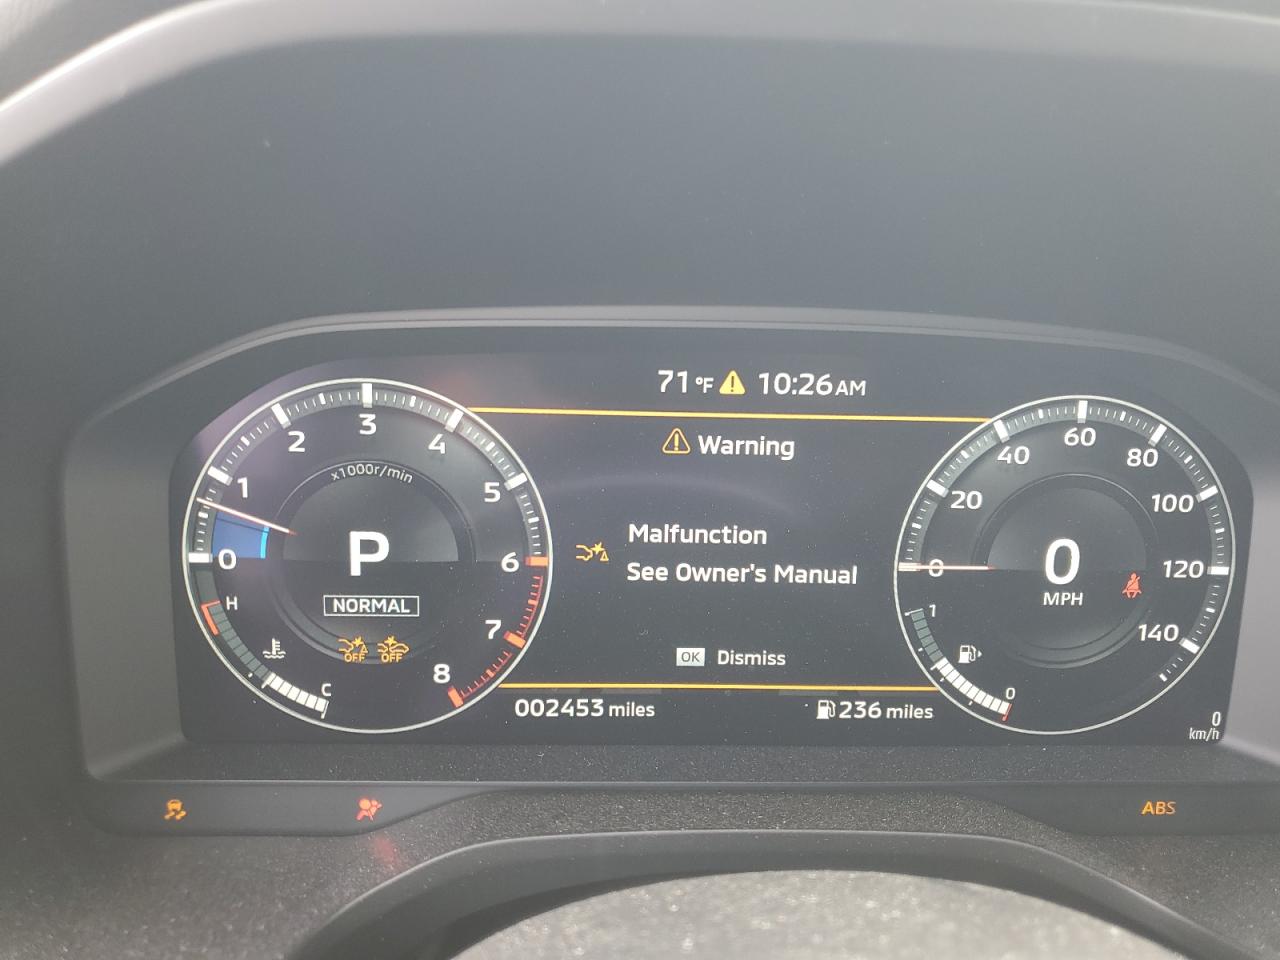 71 °F 10:26 AM
Warning
Malfunction
See Owner's Manual
OK Dismiss
002453 miles
236 miles
0
1
2
3
4
5
6
7
8
x1000r/min
P
NORMAL
H
C
OFF OFF
0
20
40
60
80
100
120
140
0
MPH
1
0
0
km/h
ABS